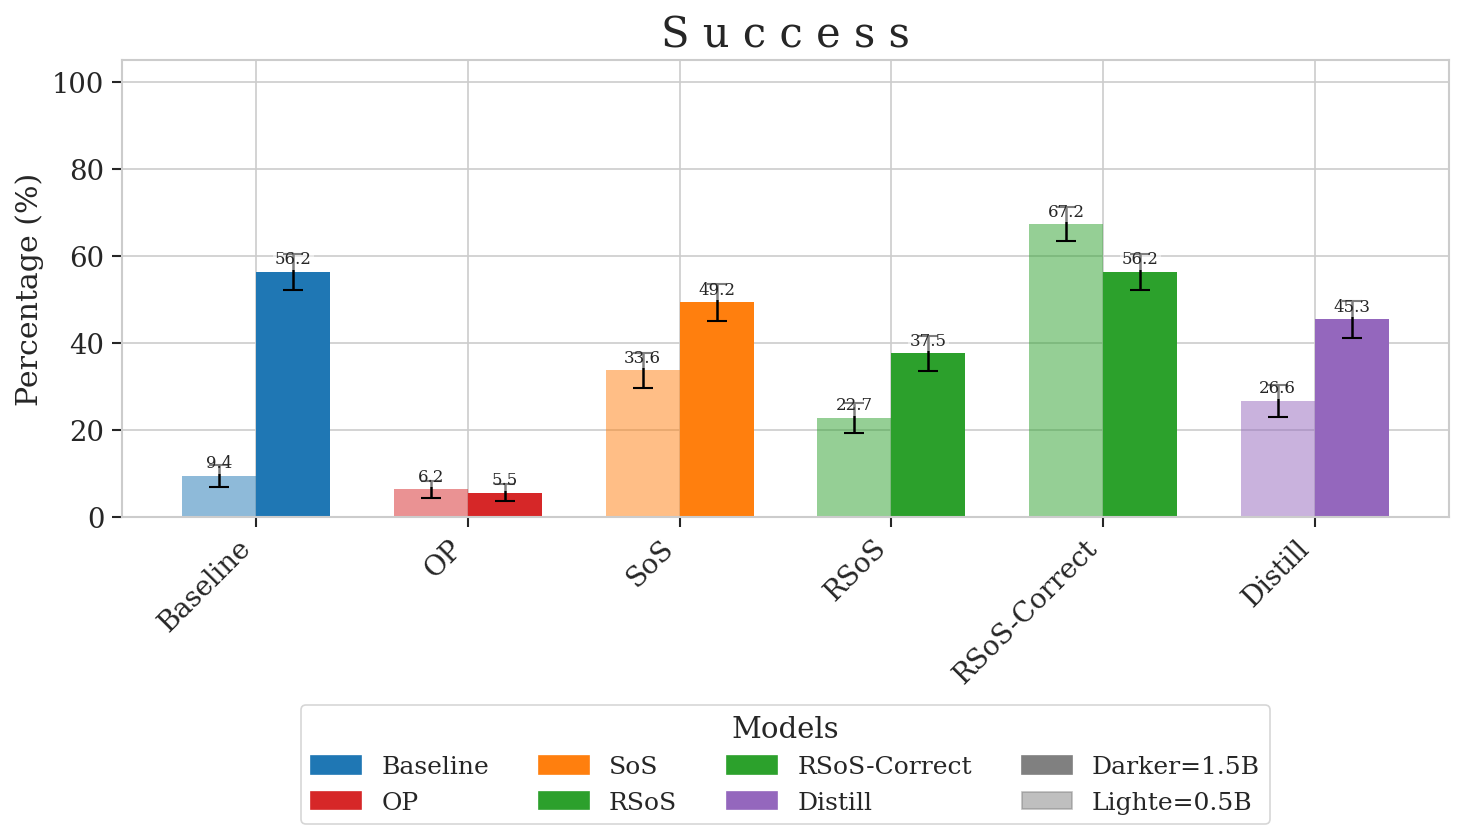 S u c c e s s
Percentage (%)
100
80
60
40
20
0
9.4
56.2
6.2
5.5
33.6
49.2
22.7
37.5
67.2
56.2
26.6
45.3
Baseline
OP
SoS
RSoS
RSoS-Correct
Distill
Models
Baseline
OP
SoS
RSoS
RSoS-Correct
Distill
Darker=1.5B
Lighte=0.5B